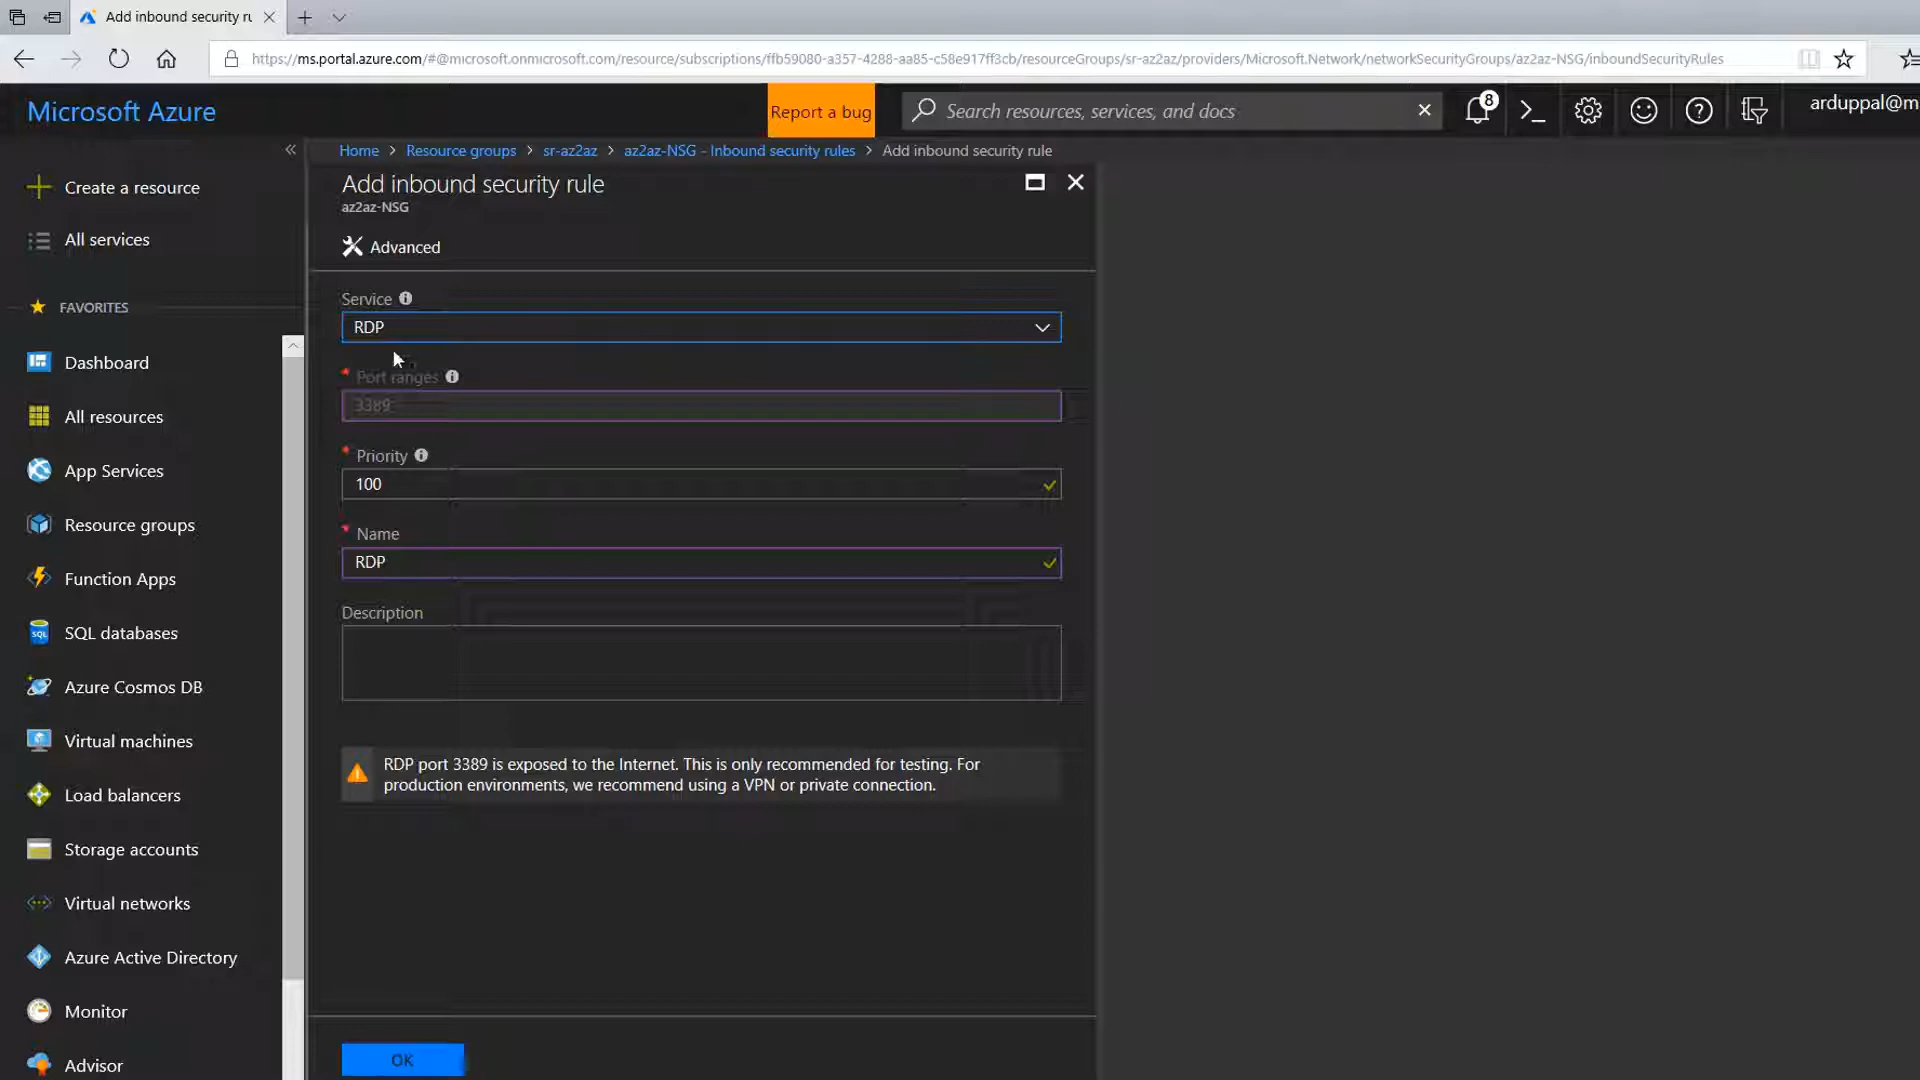 Add inbound security ru
https://ms.portal.azure.com/#@microsoft.onmicrosoft.com/resource/subscriptions/ffb59080-a357-4288-aa85-c58e917ff3cb/resourceGroups/sr-az2az/providers/Microsoft.Network/networkSecurityGroups/az2az-NSG/inboundSecurityRules
Microsoft Azure
Report a bug
Search resources, services, and docs
8
arduppal@m
Home > Resource groups > sr-az2az > az2az-NSG - Inbound security rules > Add inbound security rule
Add inbound security rule
az2az-NSG
Advanced
Service
RDP
* Port ranges
3389
* Priority
100
* Name
RDP
Description
RDP port 3389 is exposed to the Internet. This is only recommended for testing. For
production environments, we recommend using a VPN or private connection.
OK
Create a resource
All services
FAVORITES
Dashboard
All resources
App Services
Resource groups
Function Apps
SQL
SQL databases
Azure Cosmos DB
Virtual machines
Load balancers
Storage accounts
Virtual networks
Azure Active Directory
Monitor
Advisor